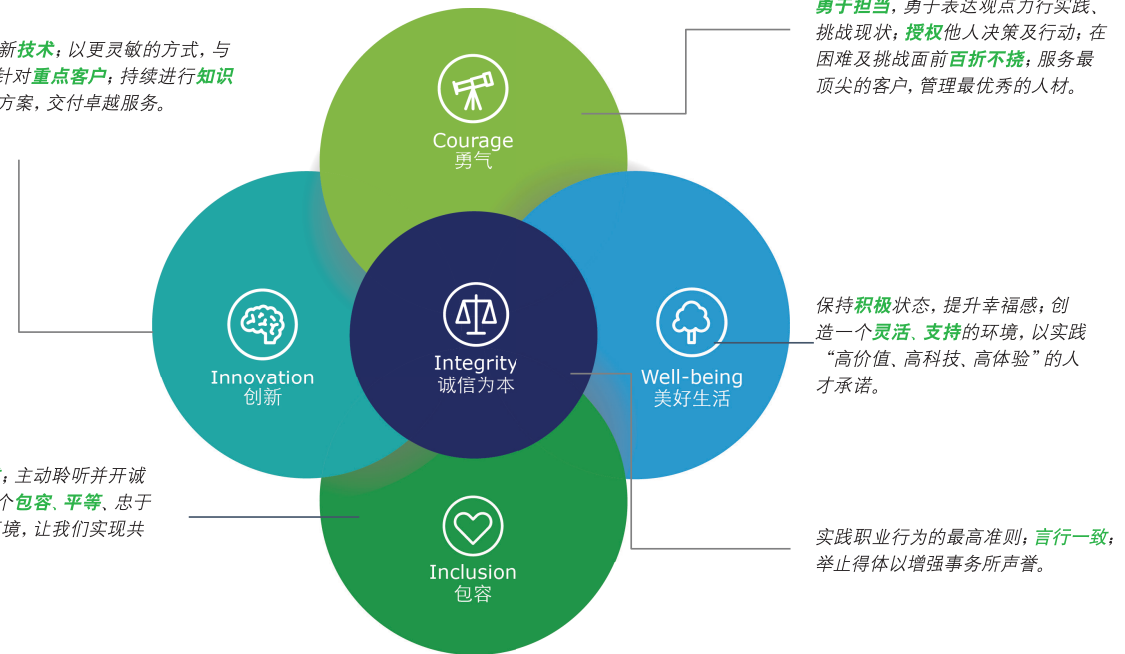 新技术；以更灵敏的方式，与
针对重点客户；持续进行知识
方案，交付卓越服务。
勇于担当，勇于表达观点力行实践、
挑战现状；授权他人决策及行动；在
困难及挑战面前百折不挠；服务最
顶尖的客户，管理最优秀的人材。
Courage
勇气
Innovation
创新
Integrity
诚信为本
Well-being
美好生活
保持积极状态，提升幸福感；创
造一个灵活、支持的环境，以实践
“高价值、高科技、高体验”的人
才承诺。
；主动聆听并开诚
个包容、平等、忠于
境，让我们实现共
Inclusion
包容
实践职业行为的最高准则；言行一致；
举止得体以增强事务所声誉。